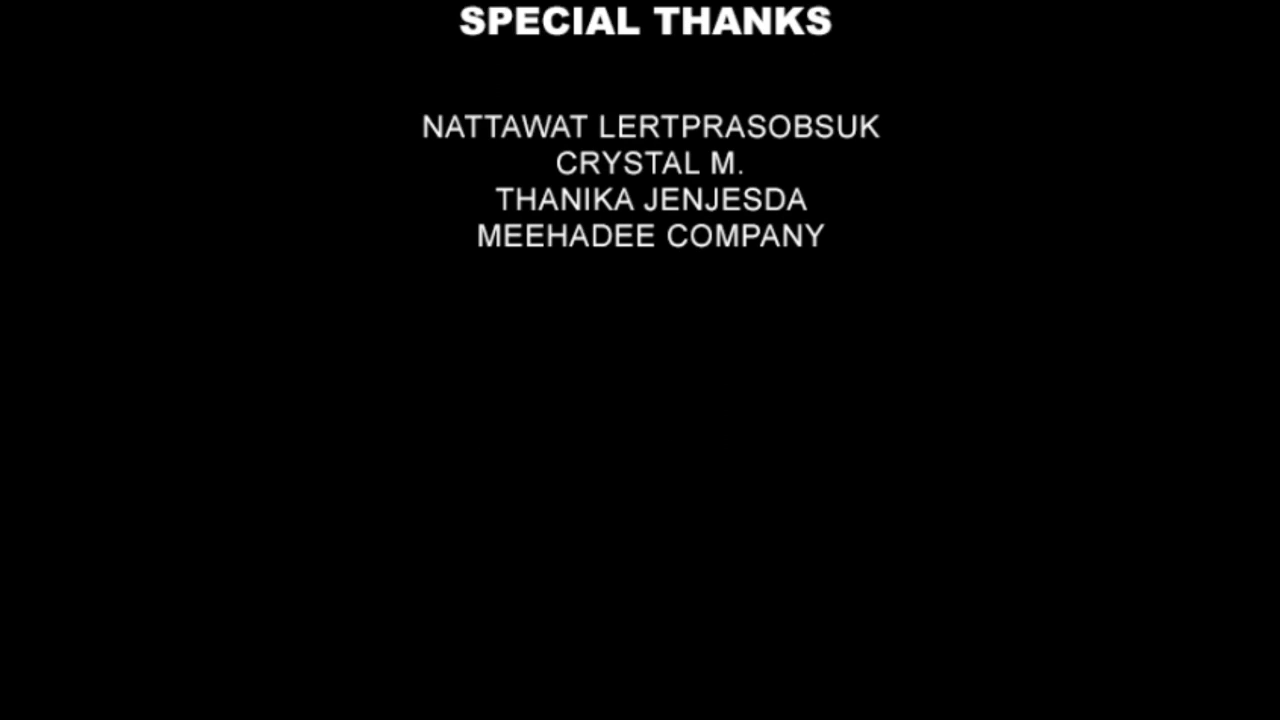 SPECIAL THANKS
NATTAWAT LERTPRASOBSUK
CRYSTAL M.
THANIKA JENJESDA
MEEHADEE COMPANY